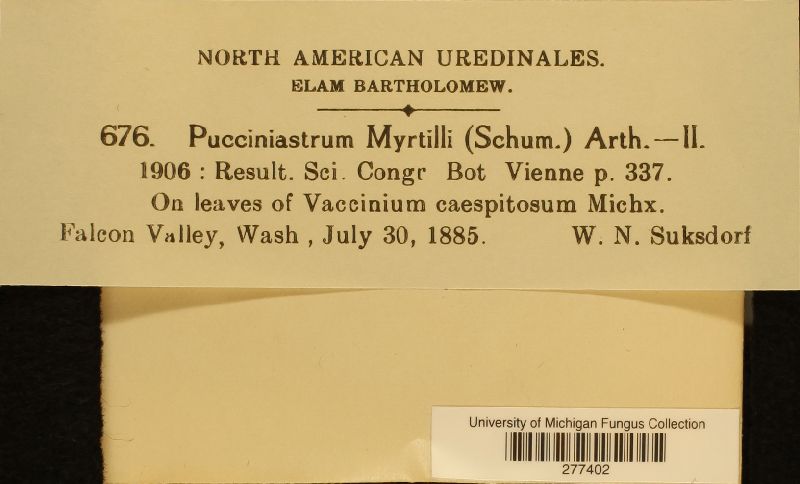 NORTH AMERICAN UREDINALES.
ELAM BARTHOLOMEW.
676. Pucciniastrum Myrtilli (Schum.) Arth.—II.
1906 : Result. Sci. Congr Bot Vienne p. 337.
On leaves of Vaccinium caespitosum Michx.
Falcon Valley, Wash , July 30, 1885. W. N. Suksdorf
University of Michigan Fungus Collection
277402